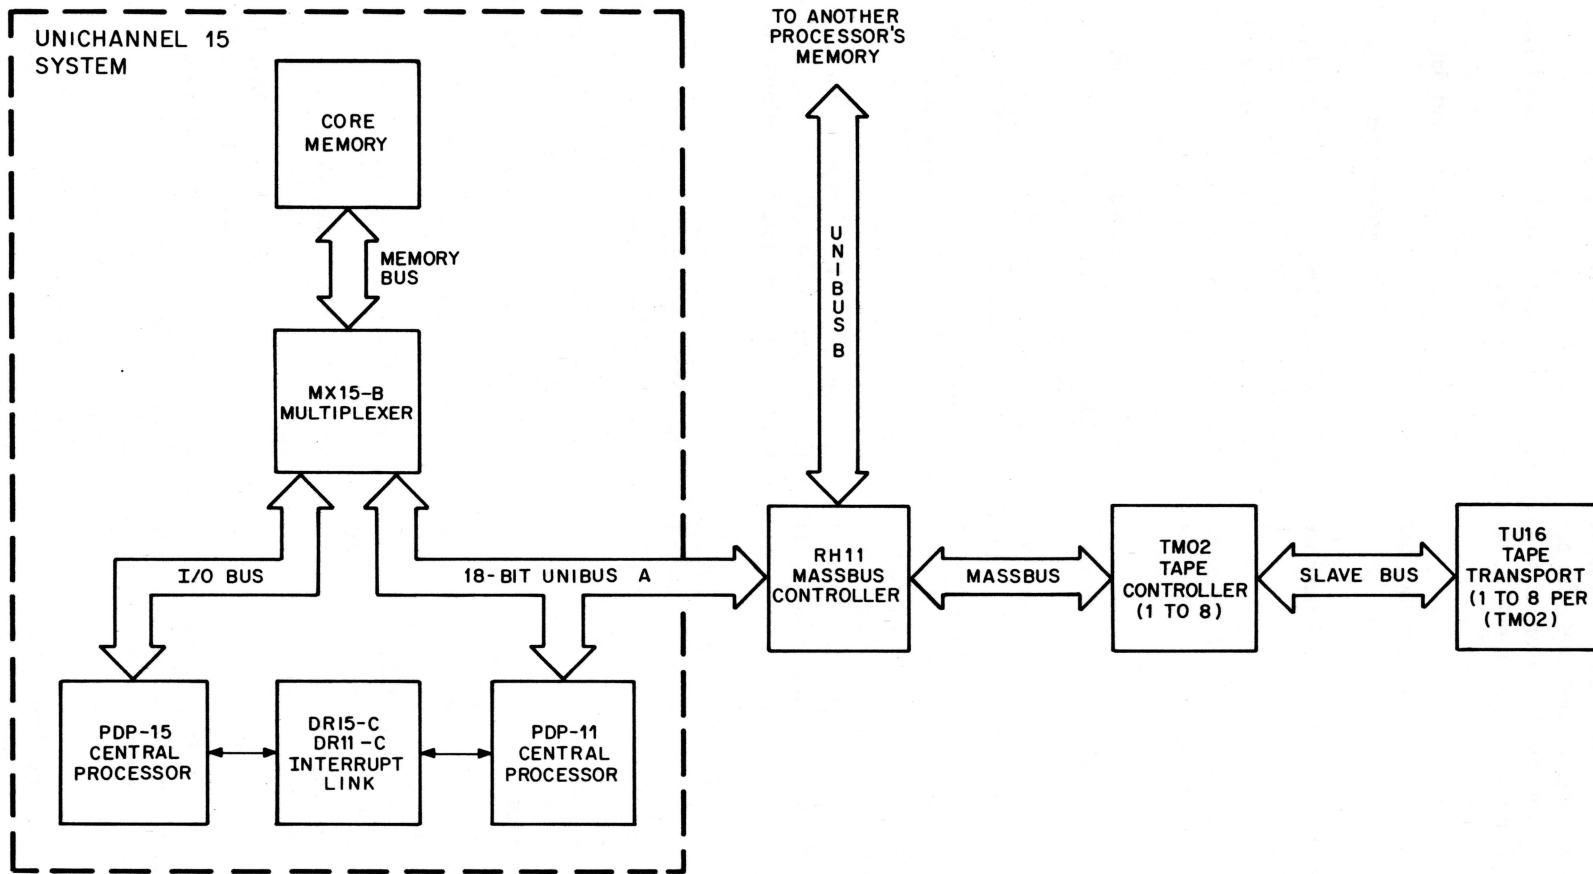 UNICHANNEL 15
SYSTEM
CORE
MEMORY
MEMORY
BUS
MX15-B
MULTIPLEXER
I/O BUS
18-BIT UNIBUS A
PDP-15
CENTRAL
PROCESSOR
DR15-C
DR11-C
INTERRUPT
LINK
PDP-11
CENTRAL
PROCESSOR
TO ANOTHER
PROCESSOR'S
MEMORY
UNIBUS B
RH11
MASSBUS
CONTROLLER
MASSBUS
TM02
TAPE
CONTROLLER
(1 TO 8)
SLAVE BUS
TU16
TAPE
TRANSPORT
(1 TO 8 PER
(TM02)